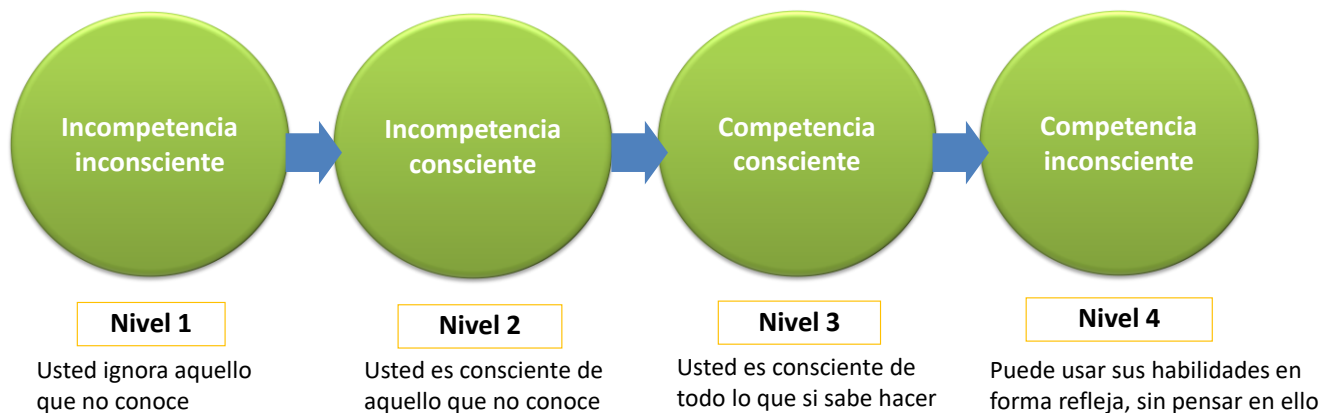 Incompetencia
inconsciente
Incompetencia
consciente
Competencia
consciente
Competencia
inconsciente
Nivel 1
Nivel 2
Nivel 3
Nivel 4
Usted ignora aquello
que no conoce
Usted es consciente de
aquello que no conoce
Usted es consciente de
todo lo que si sabe hacer
Puede usar sus habilidades en
forma refleja, sin pensar en ello